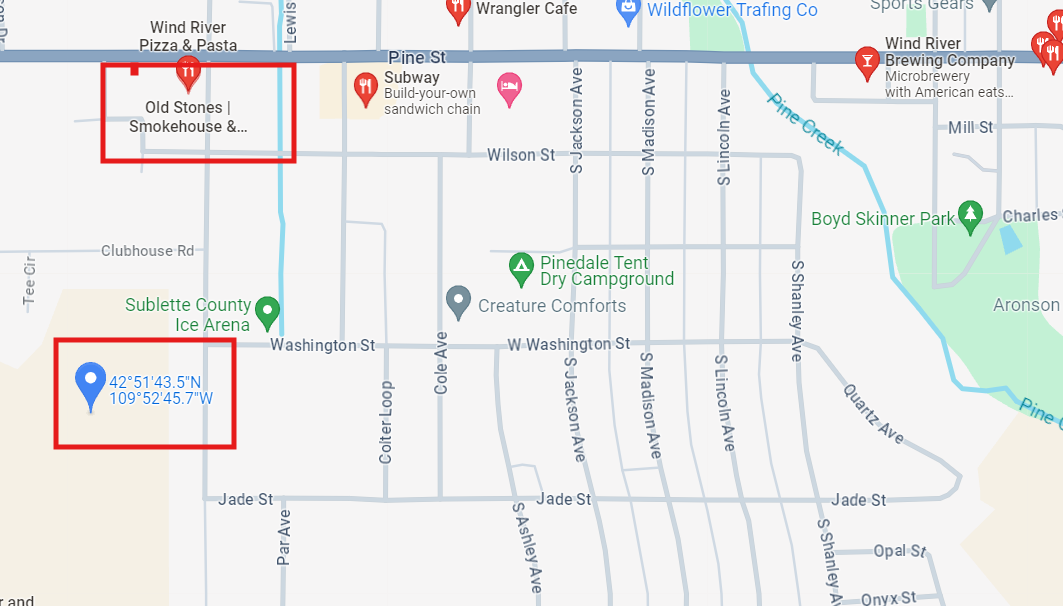 Lewis
Wrangler Cafe
Wildflower Trafing Co
Sports Gears
Wind River
Pizza & Pasta
Pine St
Wind River
Brewing Company
Microbrewery
with American eats…
Subway
Build-your-own
sandwich chain
Old Stones |
Smokehouse &…
S Jackson Ave
S Madison Ave
S Lincoln Ave
Pine Creek
Mill St
Wilson St
Boyd Skinner Park
Charles
Clubhouse Rd
Tee Cir
Pinedale Tent
Dry Campground
S Shanley Ave
Sublette County
Ice Arena
Creature Comforts
Aronson
Washington St
W Washington St
Cole Ave
42°51'43.5"N
109°52'45.7"W
Colter Loop
S Jackson Ave
S Madison Ave
S Lincoln Ave
Quartz Ave
Pine C
Jade St
Jade St
Jade St
Par Ave
S Ashley Ave
S Shanley A
Opal St
Onyx St
r and